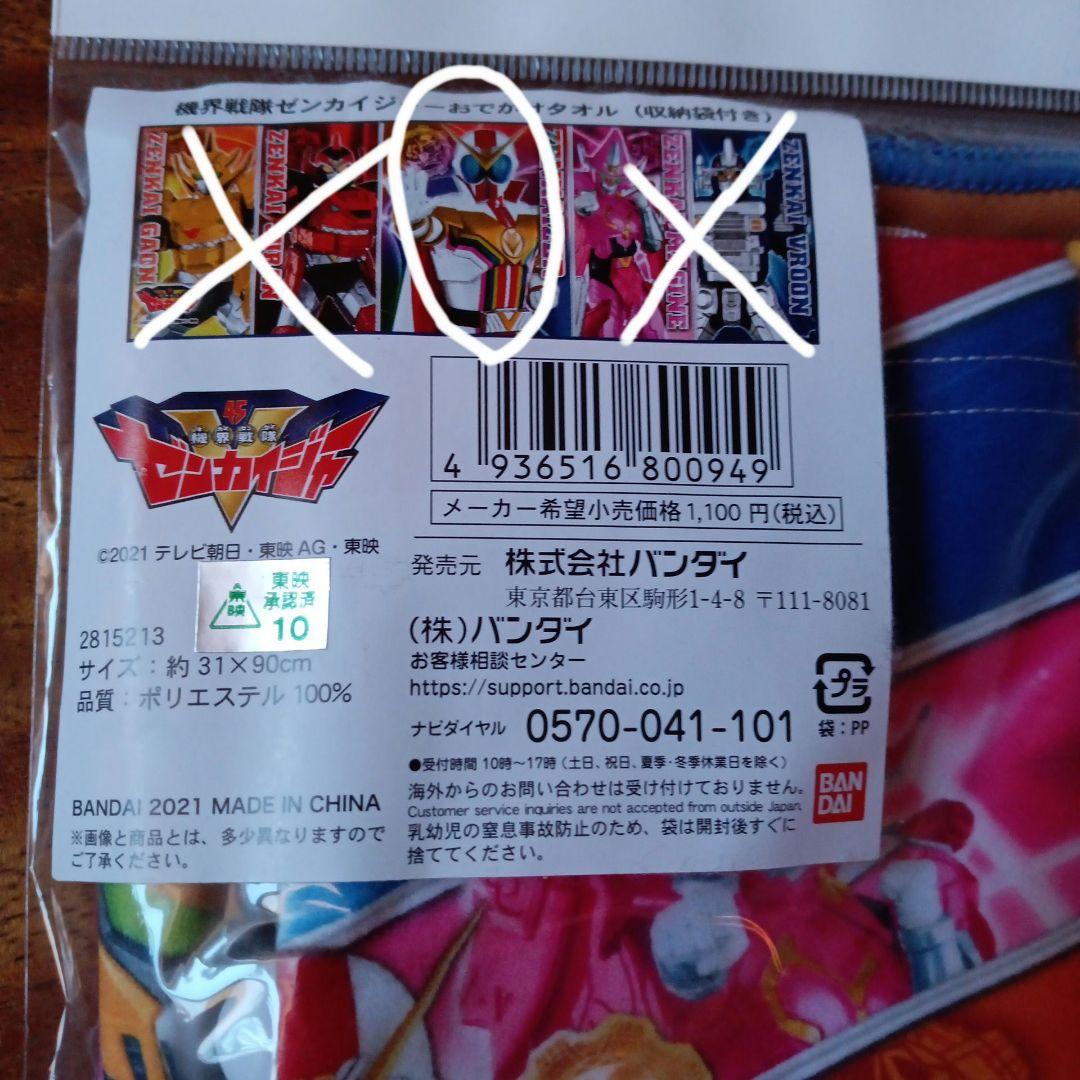 機界戦隊ゼンカイジャーおでかけタオル（収納袋付き）
ZENKAI GAON
ZENKAI
ZENKAI VROON
45
機界戦隊
ゼンカイジャー
4 936516 800949
メーカー希望小売価格1,100円(税込)
©2021 テレビ朝日・東映AG・東映
発売元 株式会社バンダイ
東京都台東区駒形1-4-8 〒111-8081
東映
東映
承認済
10
(株)バンダイ
お客様相談センター
https://support.bandai.co.jp
2815213
サイズ：約 31×90cm
品質：ポリエステル 100%
ナビダイヤル 0570-041-101
プラ
袋：PP
●受付時間 10時～17時（土日、祝日、夏季・冬季休業日を除く）
海外からのお問い合わせは受け付けておりません。
Customer service inquiries are not accepted from outside Japan.
乳幼児の窒息事故防止のため、袋は開封後すぐに
捨ててください。
BAN
DAI
BANDAI 2021 MADE IN CHINA
※画像と商品とは、多少異なりますので
ご了承ください。